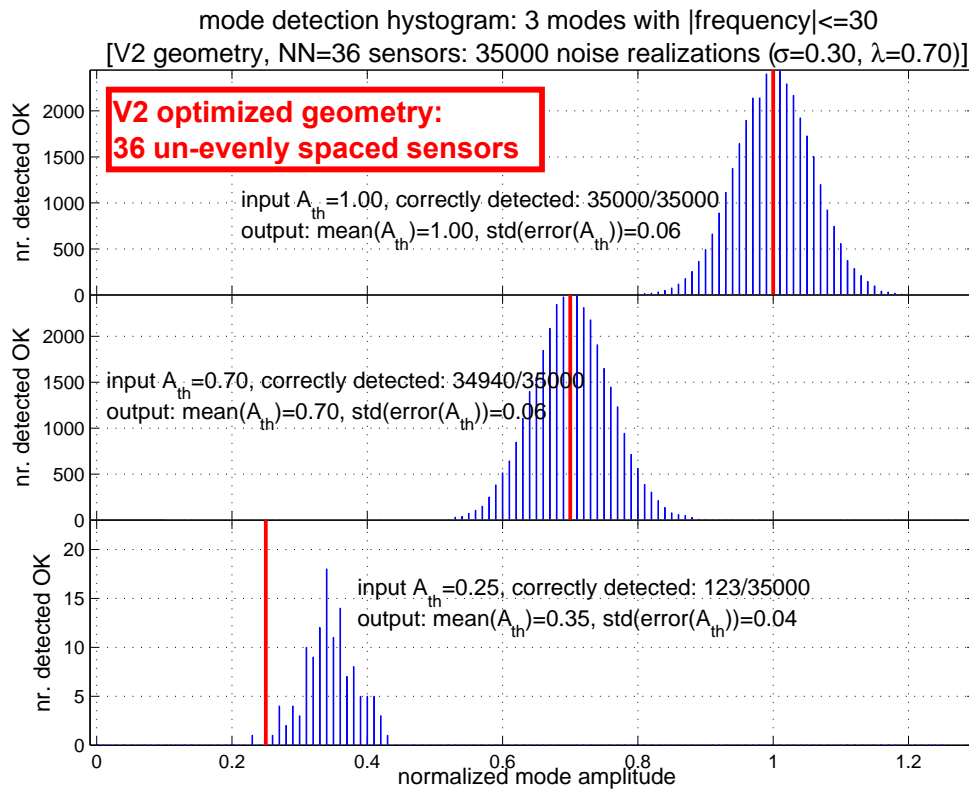 mode detection hystogram: 3 modes with |frequency|<=30
[V2 geometry, NN=36 sensors: 35000 noise realizations (σ=0.30, λ=0.70)]
V2 optimized geometry:
36 un-evenly spaced sensors
nr. detected OK
2000
1500
1000
500
0
input A_th=1.00, correctly detected: 35000/35000
output: mean(A_th)=1.00, std(error(A_th))=0.06
nr. detected OK
2000
1500
1000
500
0
input A_th=0.70, correctly detected: 34940/35000
output: mean(A_th)=0.70, std(error(A_th))=0.06
nr. detected OK
20
15
10
5
0
input A_th=0.25, correctly detected: 123/35000
output: mean(A_th)=0.35, std(error(A_th))=0.04
0 0.2 0.4 0.6 0.8 1 1.2
normalized mode amplitude